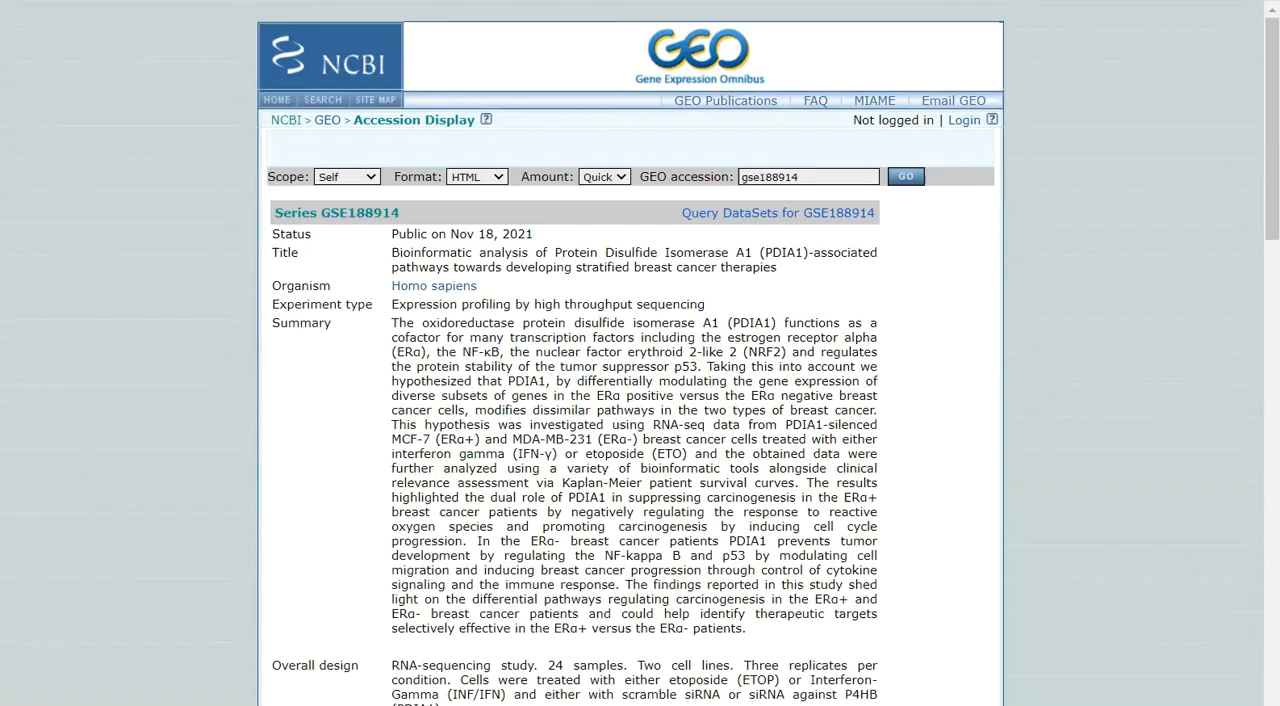 NCBI
GEO
Gene Expression Omnibus
HOME SEARCH SITE MAP
GEO Publications FAQ MIAME Email GEO
NCBI > GEO > Accession Display ?
Not logged in | Login ?
Scope: Self Format: HTML Amount: Quick GEO accession: gse188914 GO
Series GSE188914 Query DataSets for GSE188914
Status Public on Nov 18, 2021
Title Bioinformatic analysis of Protein Disulfide Isomerase A1 (PDIA1)-associated
pathways towards developing stratified breast cancer therapies
Organism Homo sapiens
Experiment type Expression profiling by high throughput sequencing
Summary The oxidoreductase protein disulfide isomerase A1 (PDIA1) functions as a
cofactor for many transcription factors including the estrogen receptor alpha
(ERα), the NF-κB, the nuclear factor erythroid 2-like 2 (NRF2) and regulates
the protein stability of the tumor suppressor p53. Taking this into account we
hypothesized that PDIA1, by differentially modulating the gene expression of
diverse subsets of genes in the ERα positive versus the ERα negative breast
cancer cells, modifies dissimilar pathways in the two types of breast cancer.
This hypothesis was investigated using RNA-seq data from PDIA1-silenced
MCF-7 (ERα+) and MDA-MB-231 (ERα-) breast cancer cells treated with either
interferon gamma (IFN-γ) or etoposide (ETO) and the obtained data were
further analyzed using a variety of bioinformatic tools alongside clinical
relevance assessment via Kaplan-Meier patient survival curves. The results
highlighted the dual role of PDIA1 in suppressing carcinogenesis in the ERα+
breast cancer patients by negatively regulating the response to reactive
oxygen species and promoting carcinogenesis by inducing cell cycle
progression. In the ERα- breast cancer patients PDIA1 prevents tumor
development by regulating the NF-kappa B and p53 by modulating cell
migration and inducing breast cancer progression through control of cytokine
signaling and the immune response. The findings reported in this study shed
light on the differential pathways regulating carcinogenesis in the ERα+ and
ERα- breast cancer patients and could help identify therapeutic targets
selectively effective in the ERα+ versus the ERα- patients.
Overall design RNA-sequencing study. 24 samples. Two cell lines. Three replicates per
condition. Cells were treated with either etoposide (ETOP) or Interferon-
Gamma (INF/IFN) and either with scramble siRNA or siRNA against P4HB
(PDIA1)